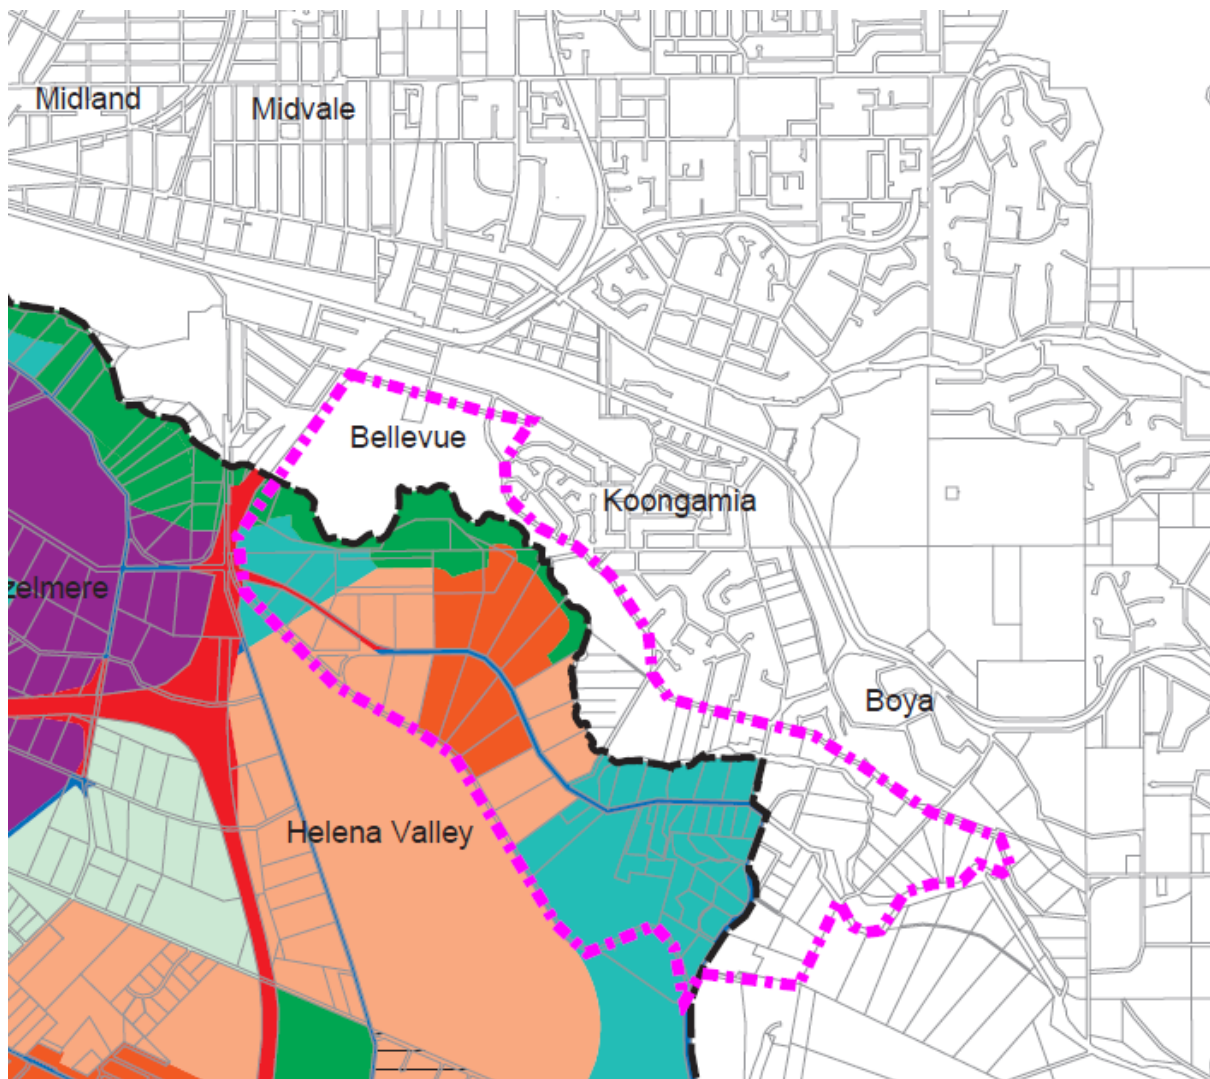 Midland
Midvale
Bellevue
Koongamia
zelmere
Boya
Helena Valley